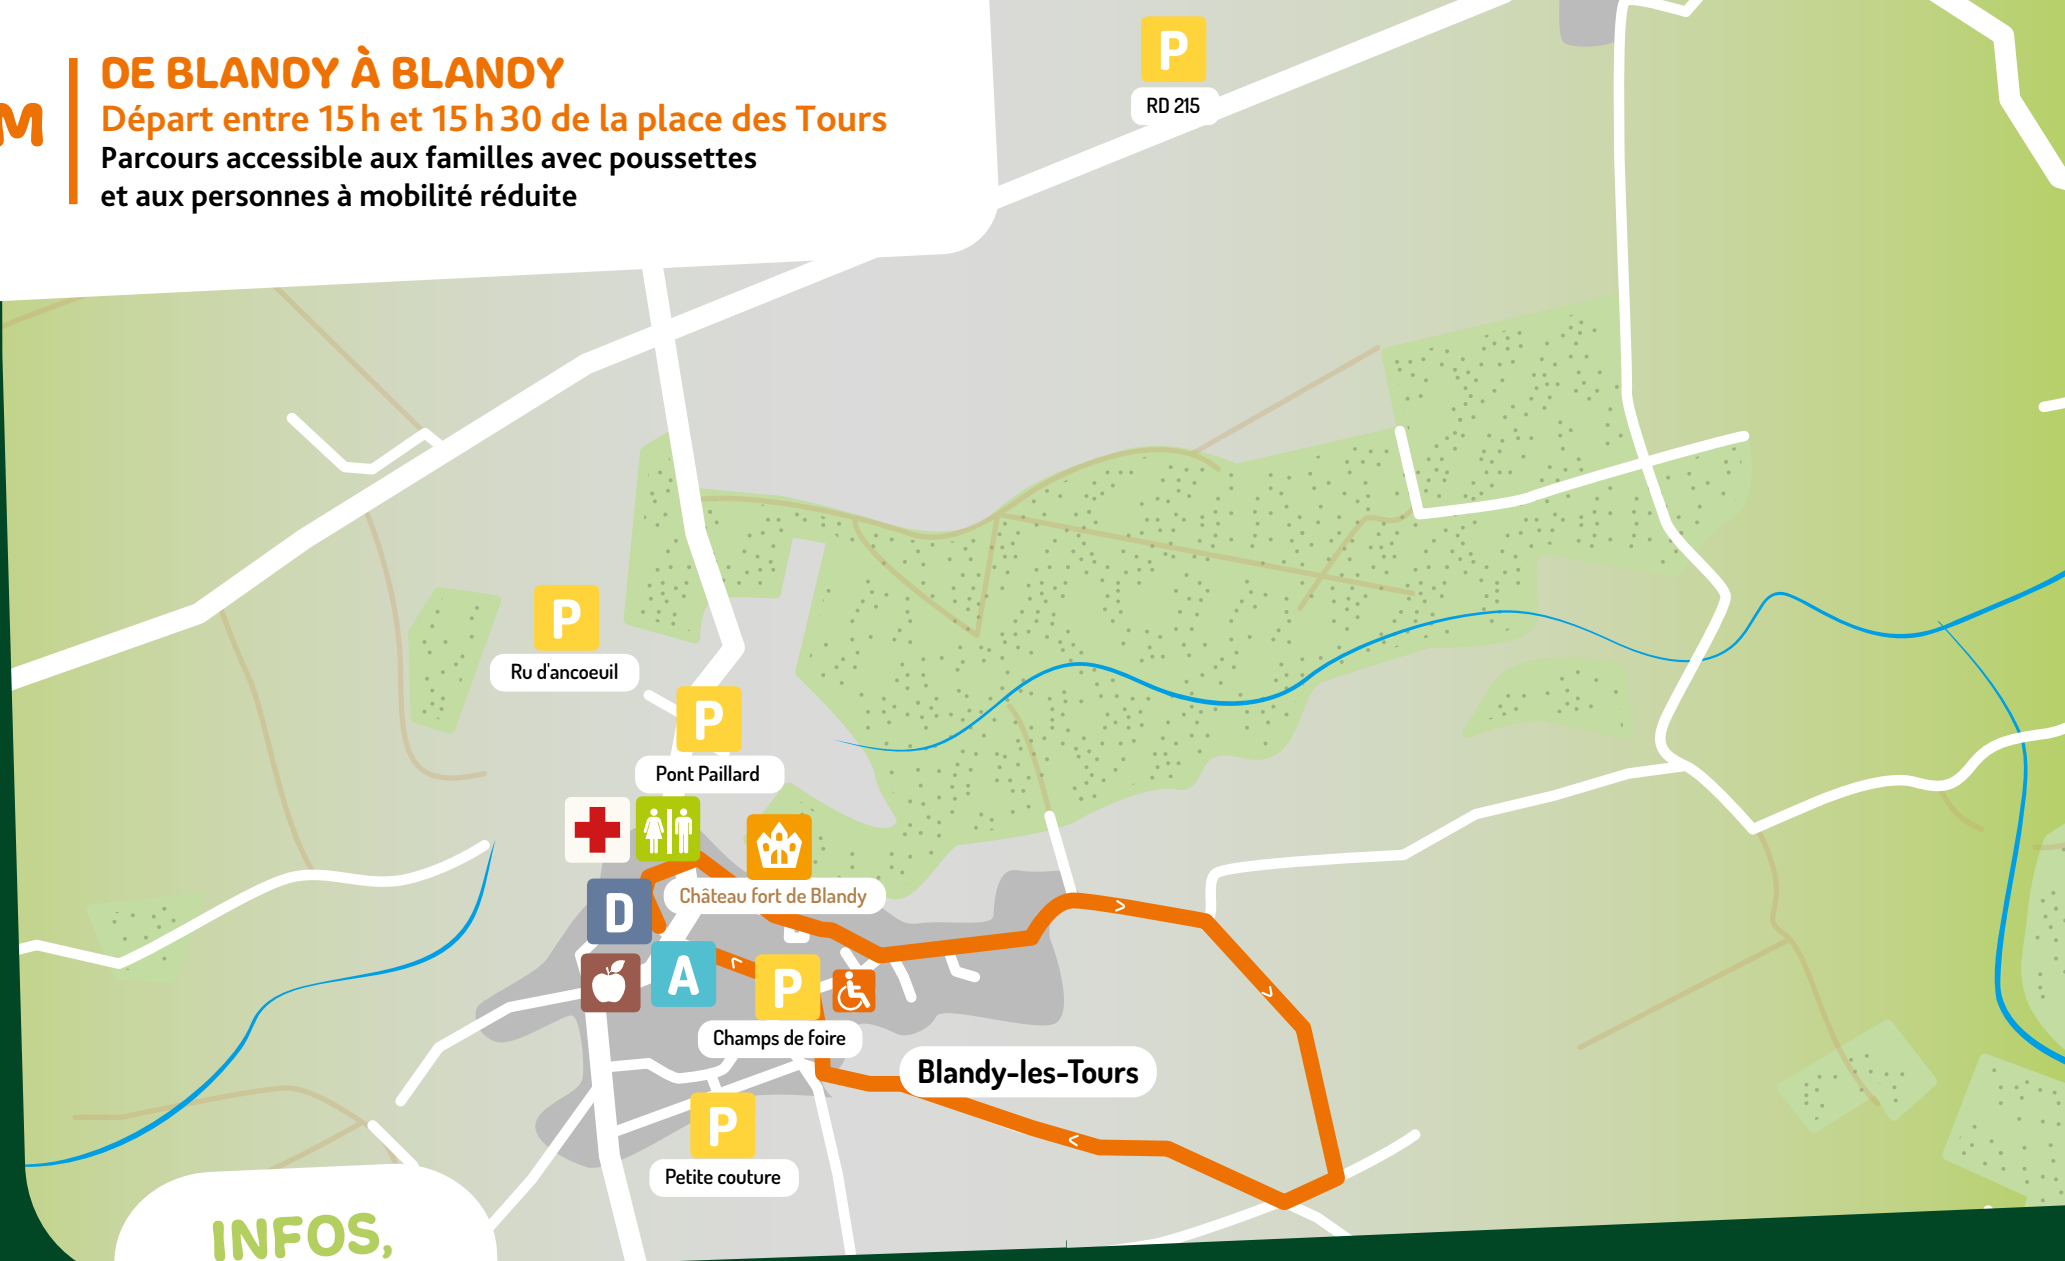 M
DE BLANDY À BLANDY
Départ entre 15 h et 15 h 30 de la place des Tours
Parcours accessible aux familles avec poussettes
et aux personnes à mobilité réduite
P
RD 215
P
Ru d'ancoeuil
P
Pont Paillard
Château fort de Blandy
D
A
P
Champs de foire
Blandy-les-Tours
P
Petite couture
INFOS,